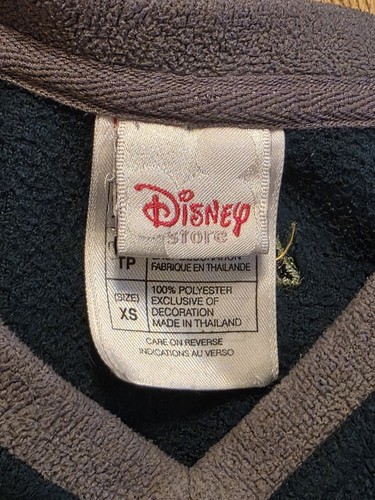 Disney
store
TP
FABRIQUE EN THAILANDE
(SIZE)
XS
100% POLYESTER
EXCLUSIVE OF
DECORATION
MADE IN THAILAND
CARE ON REVERSE
INDICATIONS AU VERSO